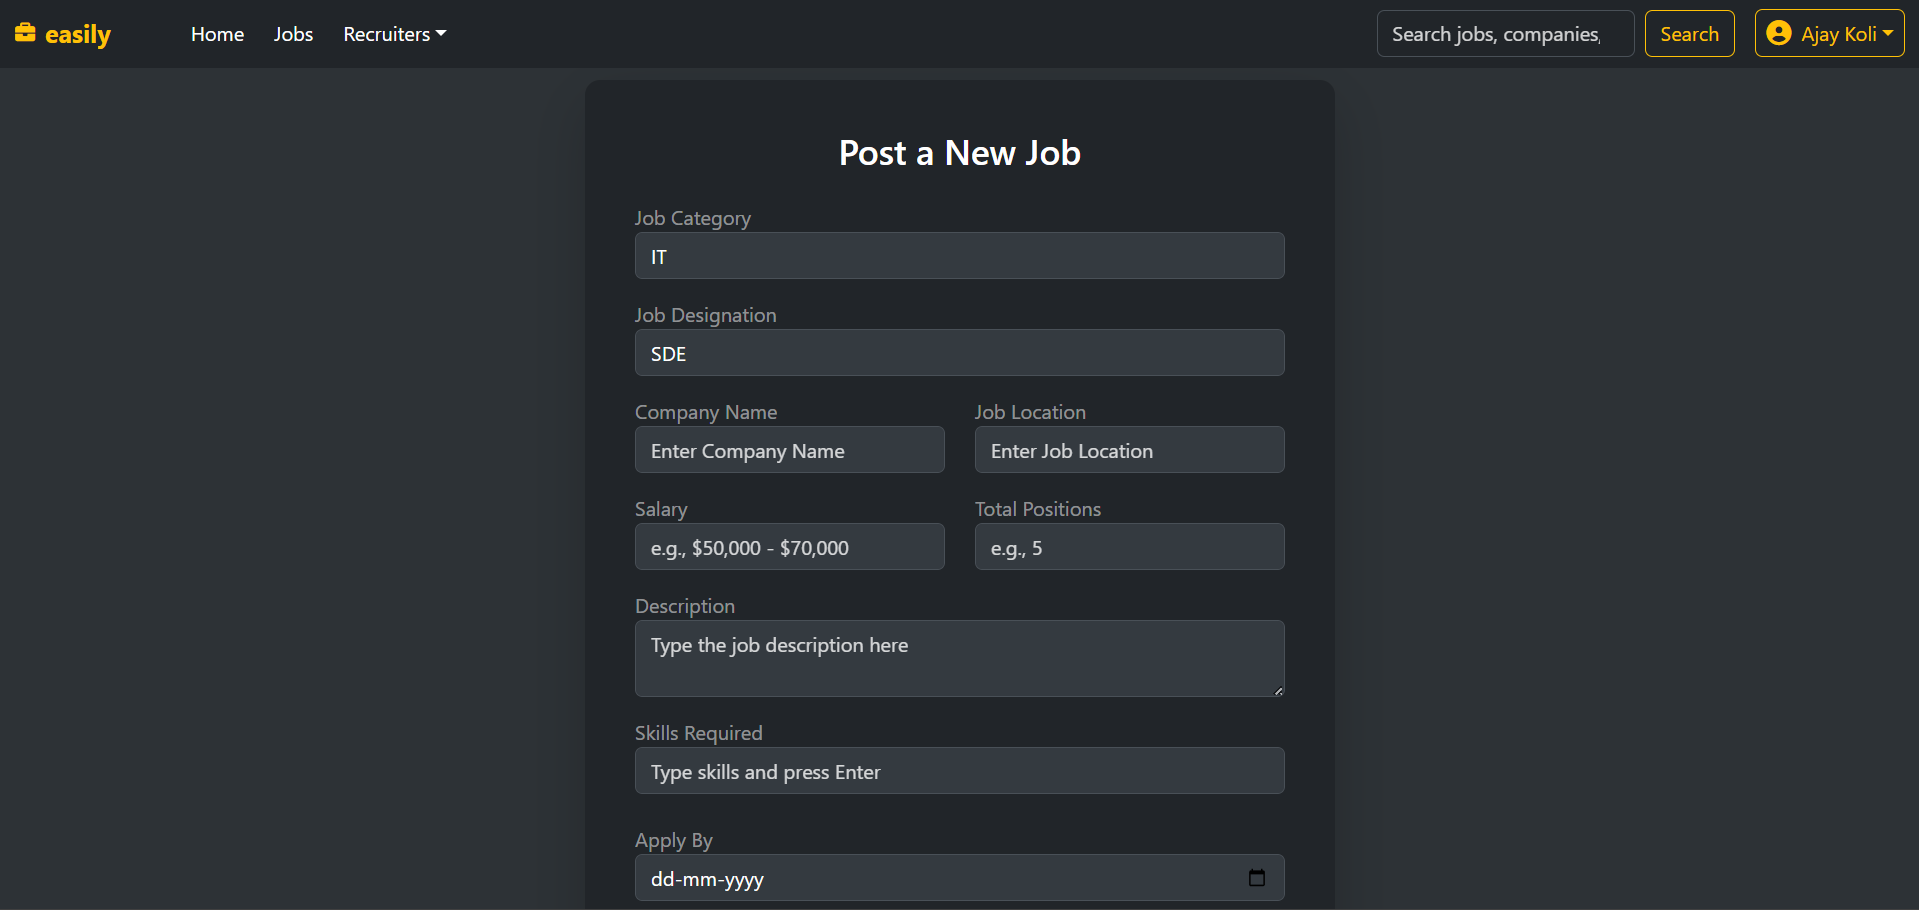 easily Home Jobs Recruiters Search jobs, companies, Search Ajay Koli
Post a New Job
Job Category
IT
Job Designation
SDE
Company Name Job Location
Enter Company Name Enter Job Location
Salary Total Positions
e.g., $50,000 - $70,000 e.g., 5
Description
Type the job description here
Skills Required
Type skills and press Enter
Apply By
dd-mm-yyyy